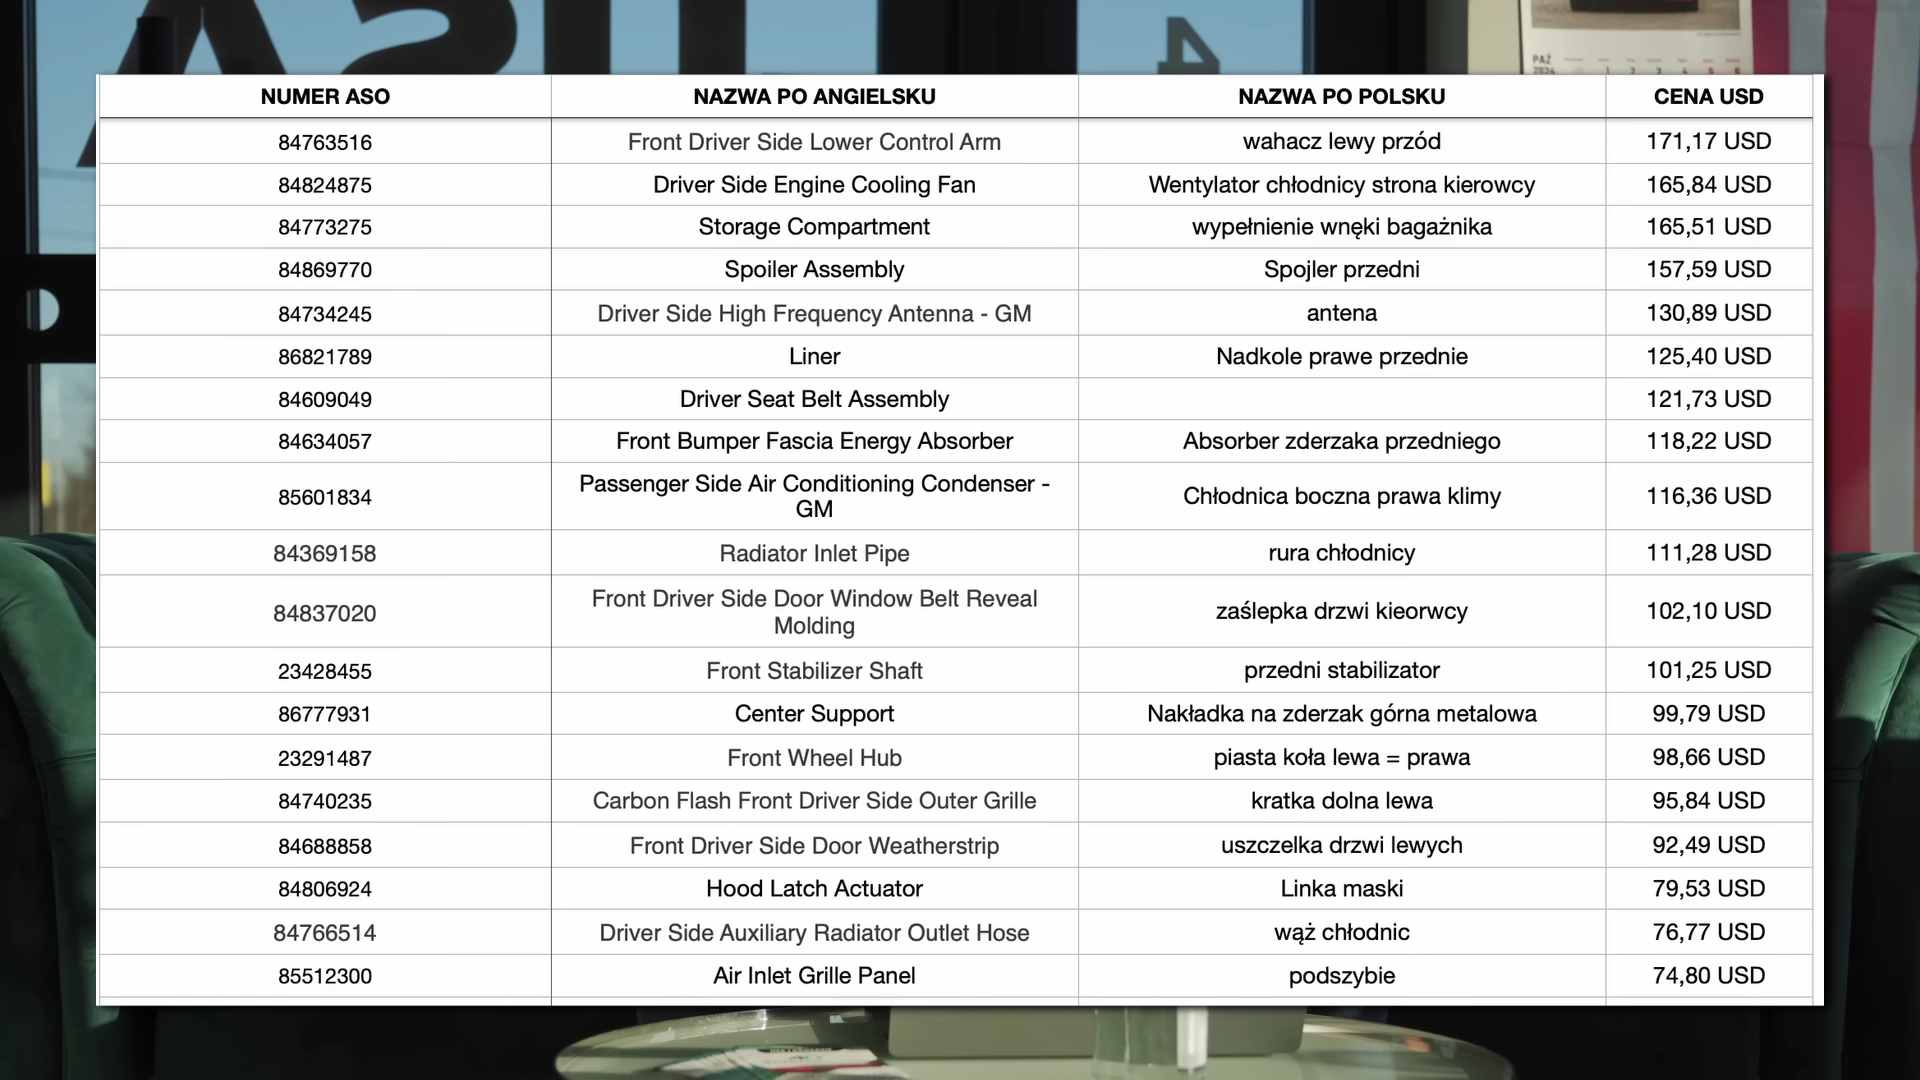 USA
4
PAŹ
2024
1 2 3 4 5 6
NUMER ASO NAZWA PO ANGIELSKU NAZWA PO POLSKU CENA USD
84763516 Front Driver Side Lower Control Arm wahacz lewy przód 171,17 USD
84824875 Driver Side Engine Cooling Fan Wentylator chłodnicy strona kierowcy 165,84 USD
84773275 Storage Compartment wypełnienie wnęki bagażnika 165,51 USD
84869770 Spoiler Assembly Spojler przedni 157,59 USD
84734245 Driver Side High Frequency Antenna - GM antena 130,89 USD
86821789 Liner Nadkole prawe przednie 125,40 USD
84609049 Driver Seat Belt Assembly 121,73 USD
84634057 Front Bumper Fascia Energy Absorber Absorber zderzaka przedniego 118,22 USD
85601834 Passenger Side Air Conditioning Condenser - Chłodnica boczna prawa klimy 116,36 USD
GM
84369158 Radiator Inlet Pipe rura chłodnicy 111,28 USD
84837020 Front Driver Side Door Window Belt Reveal zaślepka drzwi kieorwcy 102,10 USD
Molding
23428455 Front Stabilizer Shaft przedni stabilizator 101,25 USD
86777931 Center Support Nakładka na zderzak górna metalowa 99,79 USD
23291487 Front Wheel Hub piasta koła lewa = prawa 98,66 USD
84740235 Carbon Flash Front Driver Side Outer Grille kratka dolna lewa 95,84 USD
84688858 Front Driver Side Door Weatherstrip uszczelka drzwi lewych 92,49 USD
84806924 Hood Latch Actuator Linka maski 79,53 USD
84766514 Driver Side Auxiliary Radiator Outlet Hose wąż chłodnic 76,77 USD
85512300 Air Inlet Grille Panel podszybie 74,80 USD